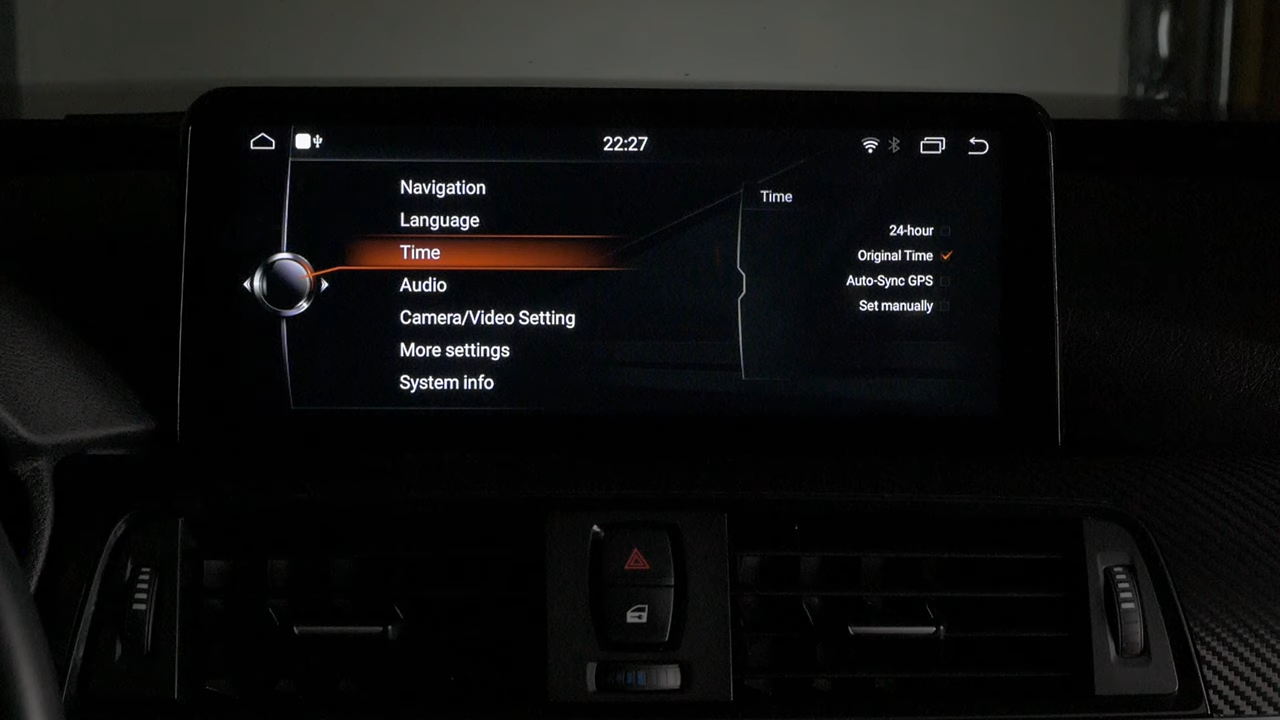 22:27
Navigation
Language
Time
Audio
Camera/Video Setting
More settings
System info
Time
24-hour
Original Time
Auto-Sync GPS
Set manually